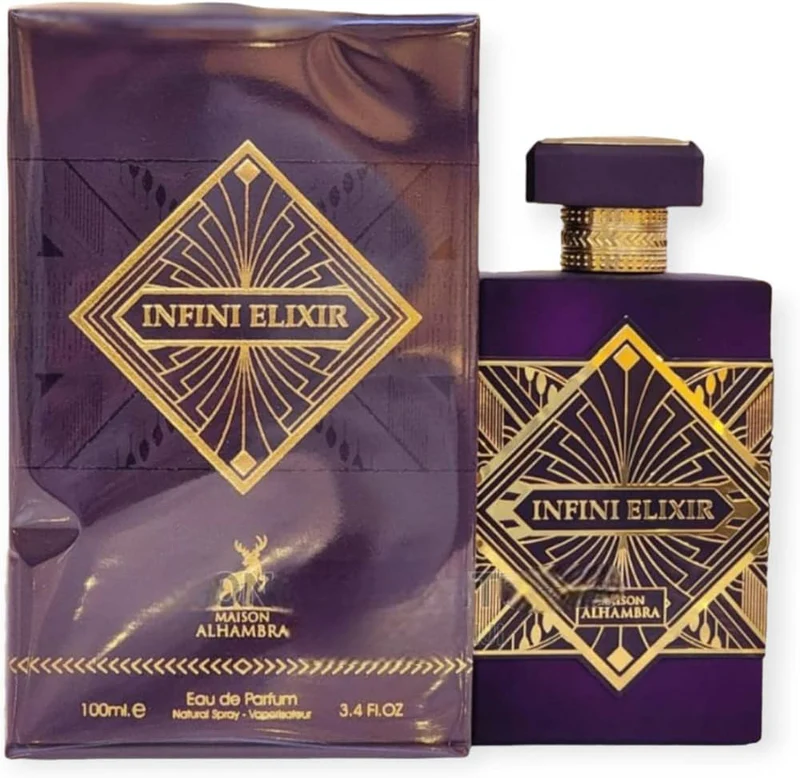 INFINI ELIXIR
MAISON
ALHAMBRA
100ml. e
Eau de Parfum
Natural Spray - Vaporisateur
3.4 Fl.OZ
INFINI ELIXIR
MAISON
ALHAMBRA